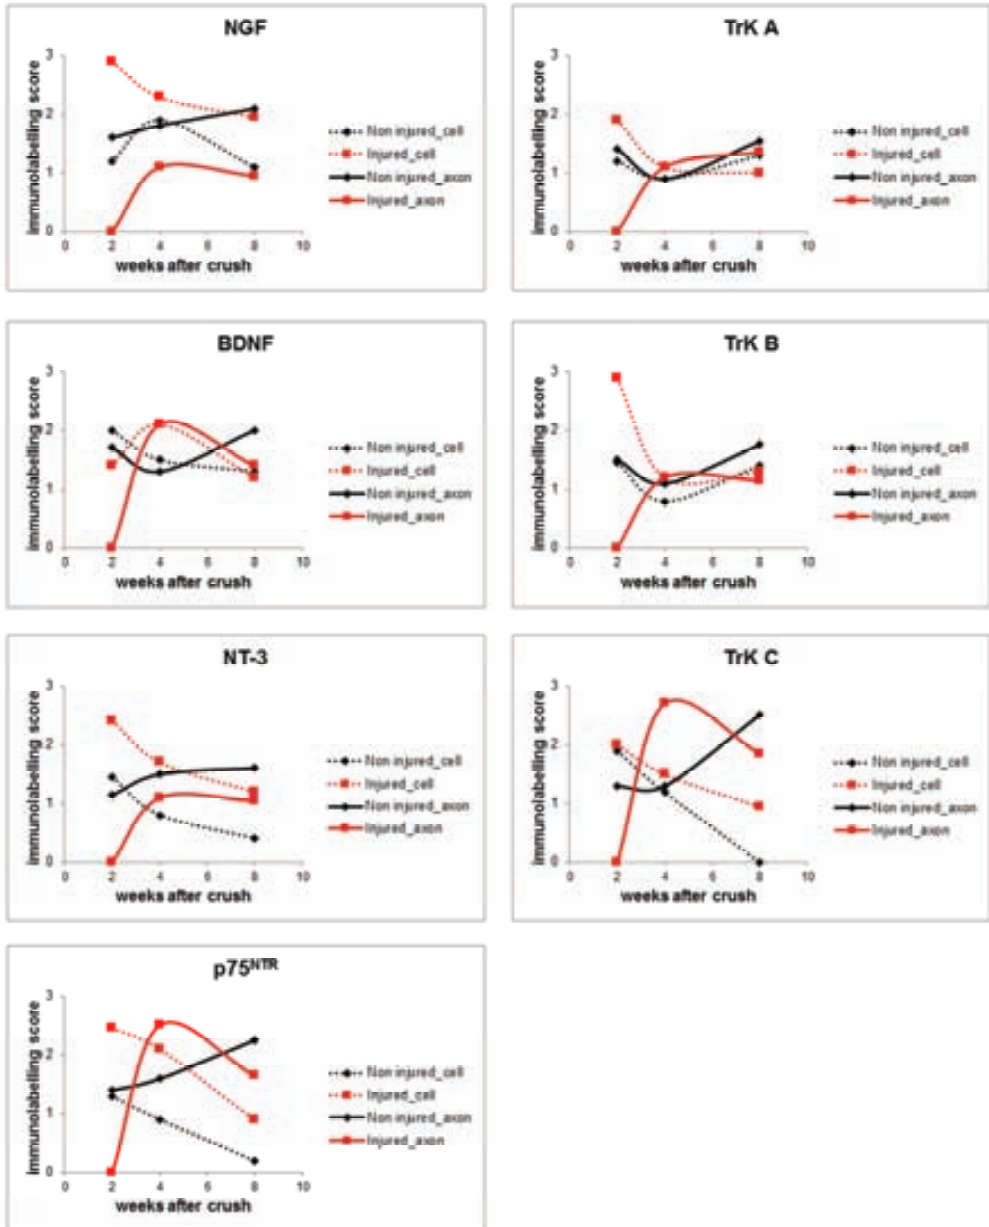 NGF
immunolabelling score
3
2
1
0
0 2 4 6 8 10
weeks after crush
Non injured_cell
Injured_cell
Non injured_axon
Injured_axon
TrK A
immunolabelling score
3
2
1
0
0 2 4 6 8 10
weeks after crush
Non injured_cell
Injured_cell
Non injured_axon
Injured_axon
BDNF
immunolabelling score
3
2
1
0
0 2 4 6 8 10
weeks after crush
Non injured_cell
Injured_cell
Non injured_axon
Injured_axon
TrK B
immunolabelling score
3
2
1
0
0 2 4 6 8 10
weeks after crush
Non injured_cell
Injured_cell
Non injured_axon
Injured_axon
NT-3
immunolabelling score
3
2
1
0
0 2 4 6 8 10
weeks after crush
Non injured_cell
Injured_cell
Non injured_axon
Injured_axon
TrK C
immunolabelling score
3
2
1
0
0 2 4 6 8 10
weeks after crush
Non injured_cell
Injured_cell
Non injured_axon
Injured_axon
p75NTR
immunolabelling score
3
2
1
0
0 2 4 6 8 10
weeks after crush
Non injured_cell
Injured_cell
Non injured_axon
Injured_axon